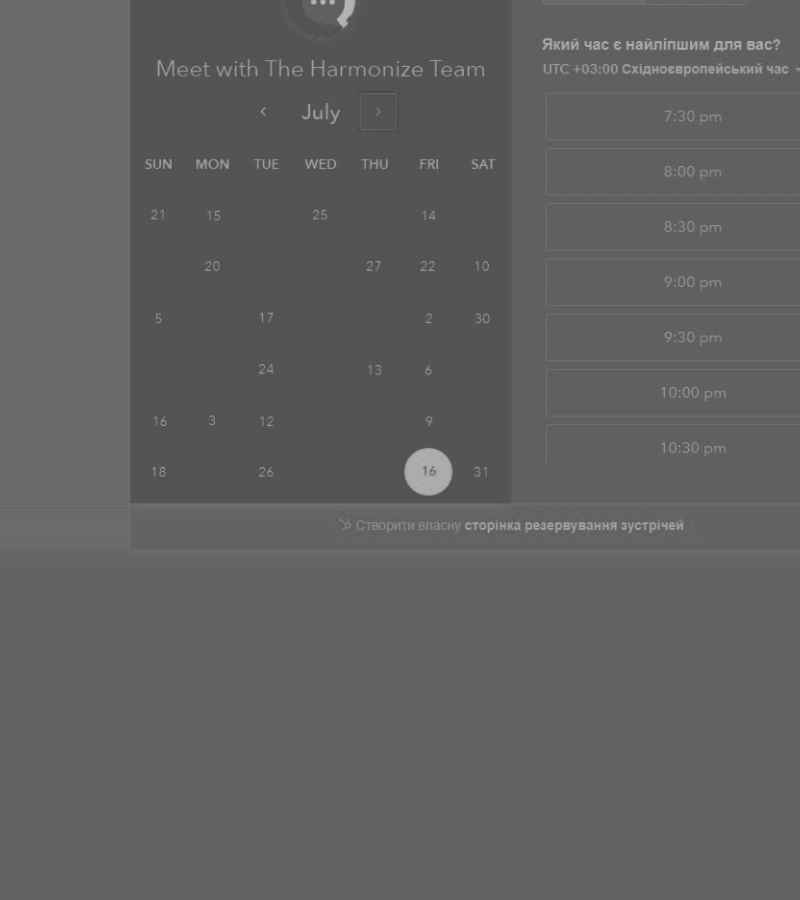 Meet with The Harmonize Team
July
SUN MON TUE WED THU FRI SAT
21 15 25 14
20 27 22 10
5 17 2 30
24 13 6
16 3 12 9
18 26 16 31
Який час є найліпшим для вас?
UTC +03:00 Східноєвропейський час
7:30 pm
8:00 pm
8:30 pm
9:00 pm
9:30 pm
10:00 pm
10:30 pm
Створити власну сторінка резервування зустрічей